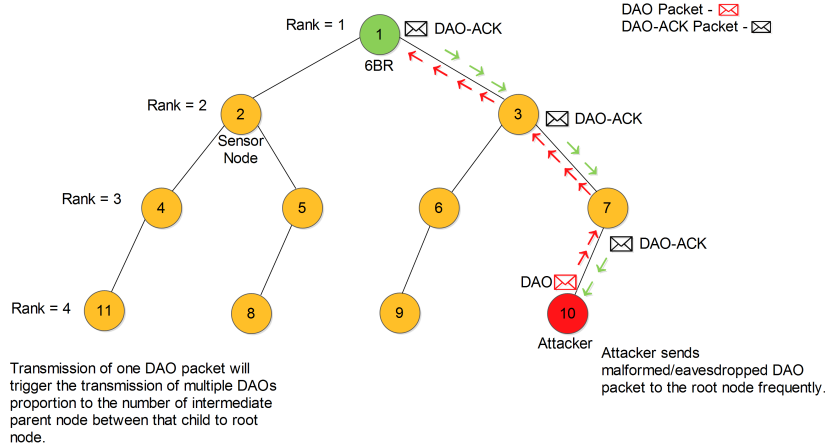 DAO Packet -
DAO-ACK Packet -
Rank = 1
1
DAO-ACK
6BR
Rank = 2
2
3
DAO-ACK
Sensor
Node
Rank = 3
4
5
6
7
DAO-ACK
DAO
Rank = 4
11
8
9
10
Attacker
Transmission of one DAO packet will
trigger the transmission of multiple DAOs
proportion to the number of intermediate
parent node between that child to root
node.
Attacker sends
malformed/eavesdropped DAO
packet to the root node frequently.